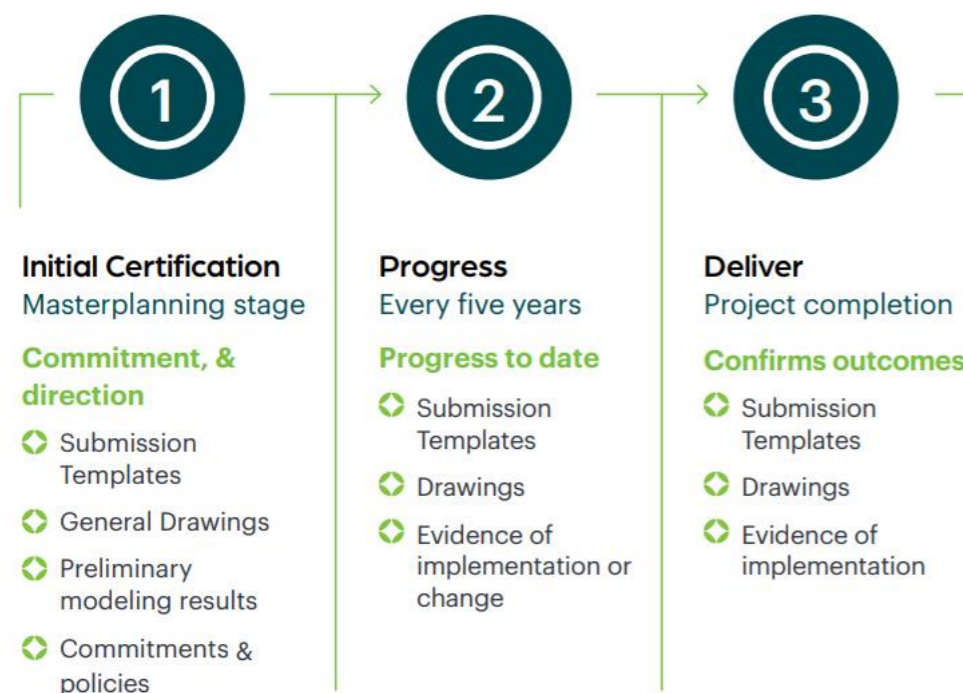 1
Initial Certification
Masterplanning stage
Commitment, &
direction
Submission
Templates
General Drawings
Preliminary
modeling results
Commitments &
policies
2
Progress
Every five years
Progress to date
Submission
Templates
Drawings
Evidence of
implementation or
change
3
Deliver
Project completion
Confirms outcomes
Submission
Templates
Drawings
Evidence of
implementation